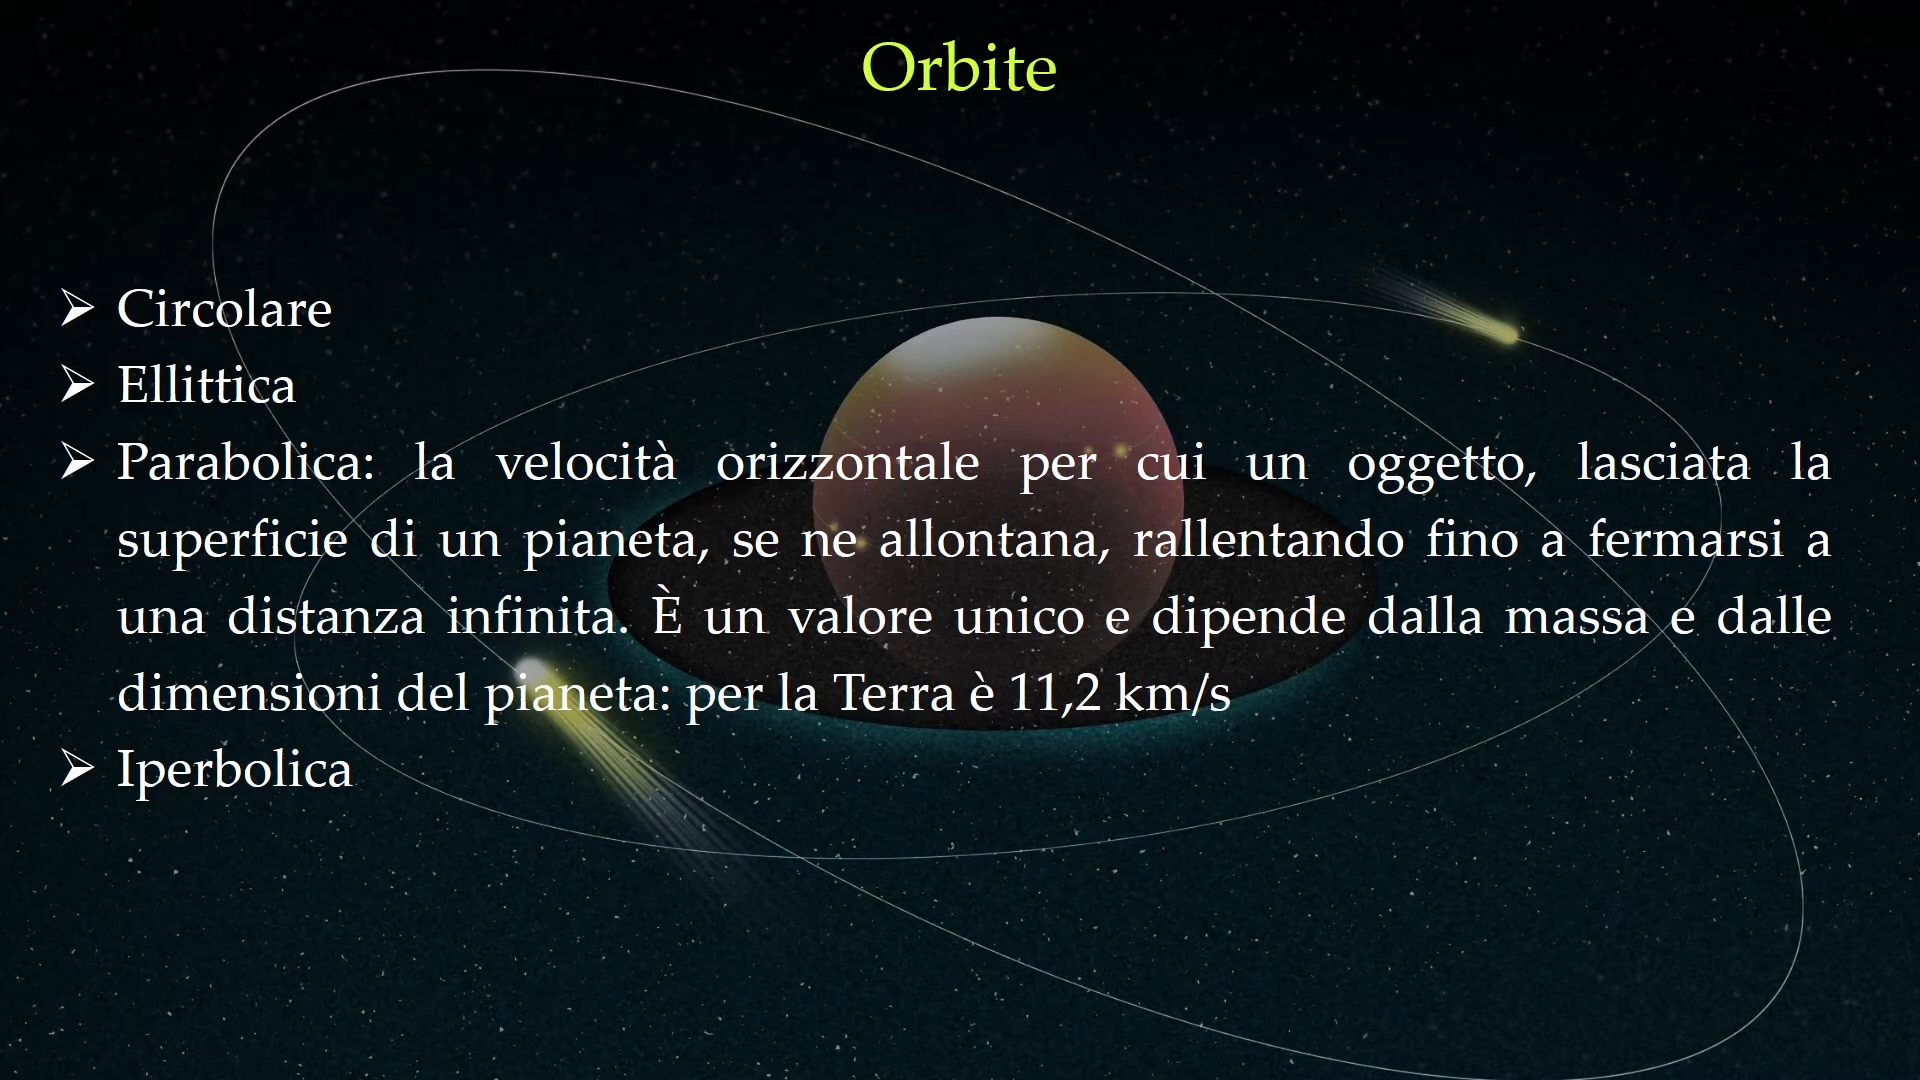 Orbite
➢ Circolare
➢ Ellittica
➢ Parabolica: la velocità orizzontale per cui un oggetto, lasciata la
superficie di un pianeta, se ne allontana, rallentando fino a fermarsi a
una distanza infinita. È un valore unico e dipende dalla massa e dalle
dimensioni del pianeta: per la Terra è 11,2 km/s
➢ Iperbolica